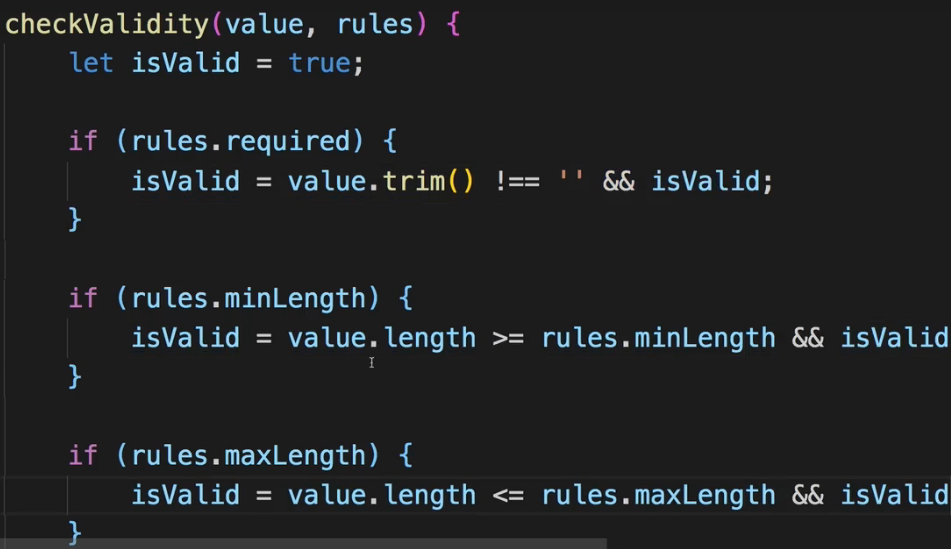 checkValidity(value, rules) {
let isValid = true;
if (rules.required) {
isValid = value.trim() !== '' && isValid;
}
if (rules.minLength) {
isValid = value.length >= rules.minLength && isValid
}
if (rules.maxLength) {
isValid = value.length <= rules.maxLength && isValid
}